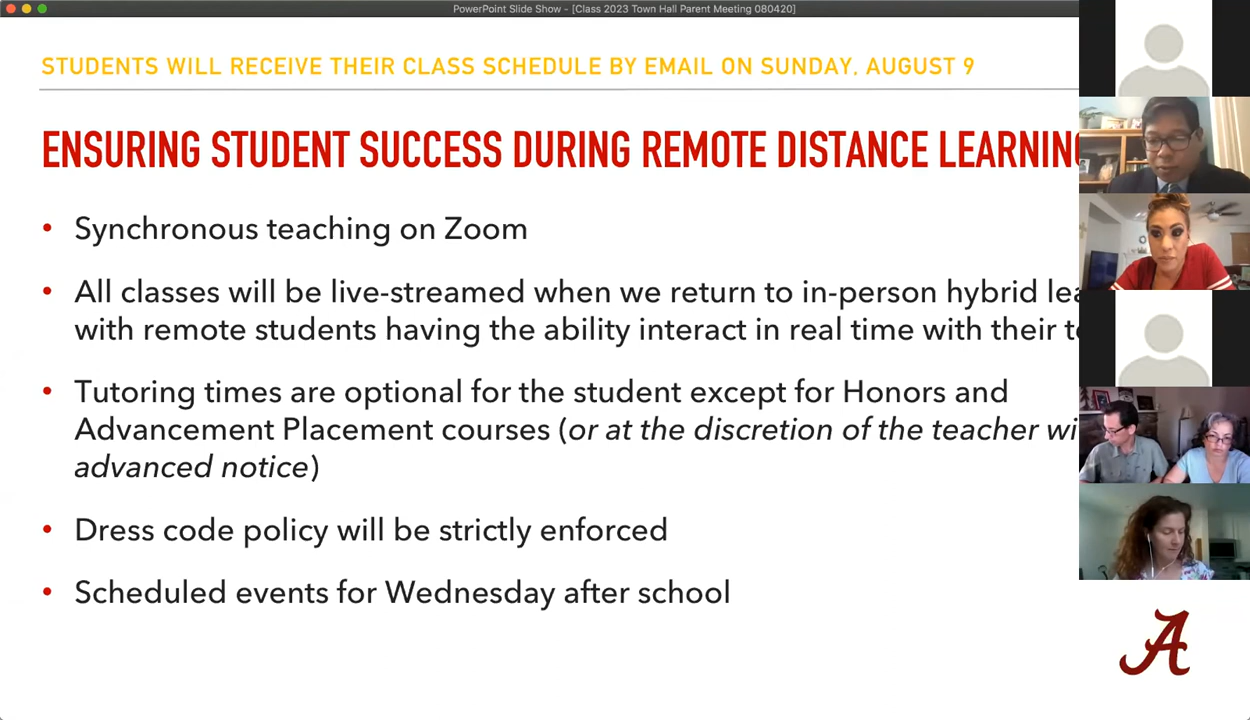 PowerPoint Slide Show - [Class 2023 Town Hall Parent Meeting 080420]
STUDENTS WILL RECEIVE THEIR CLASS SCHEDULE BY EMAIL ON SUNDAY, AUGUST 9
ENSURING STUDENT SUCCESS DURING REMOTE DISTANCE LEARNING
• Synchronous teaching on Zoom
• All classes will be live-streamed when we return to in-person hybrid
with remote students having the ability interact in real time with their
• Tutoring times are optional for the student except for Honors and
Advancement Placement courses (or at the discretion of the teacher
advanced notice)
• Dress code policy will be strictly enforced
• Scheduled events for Wednesday after school
A